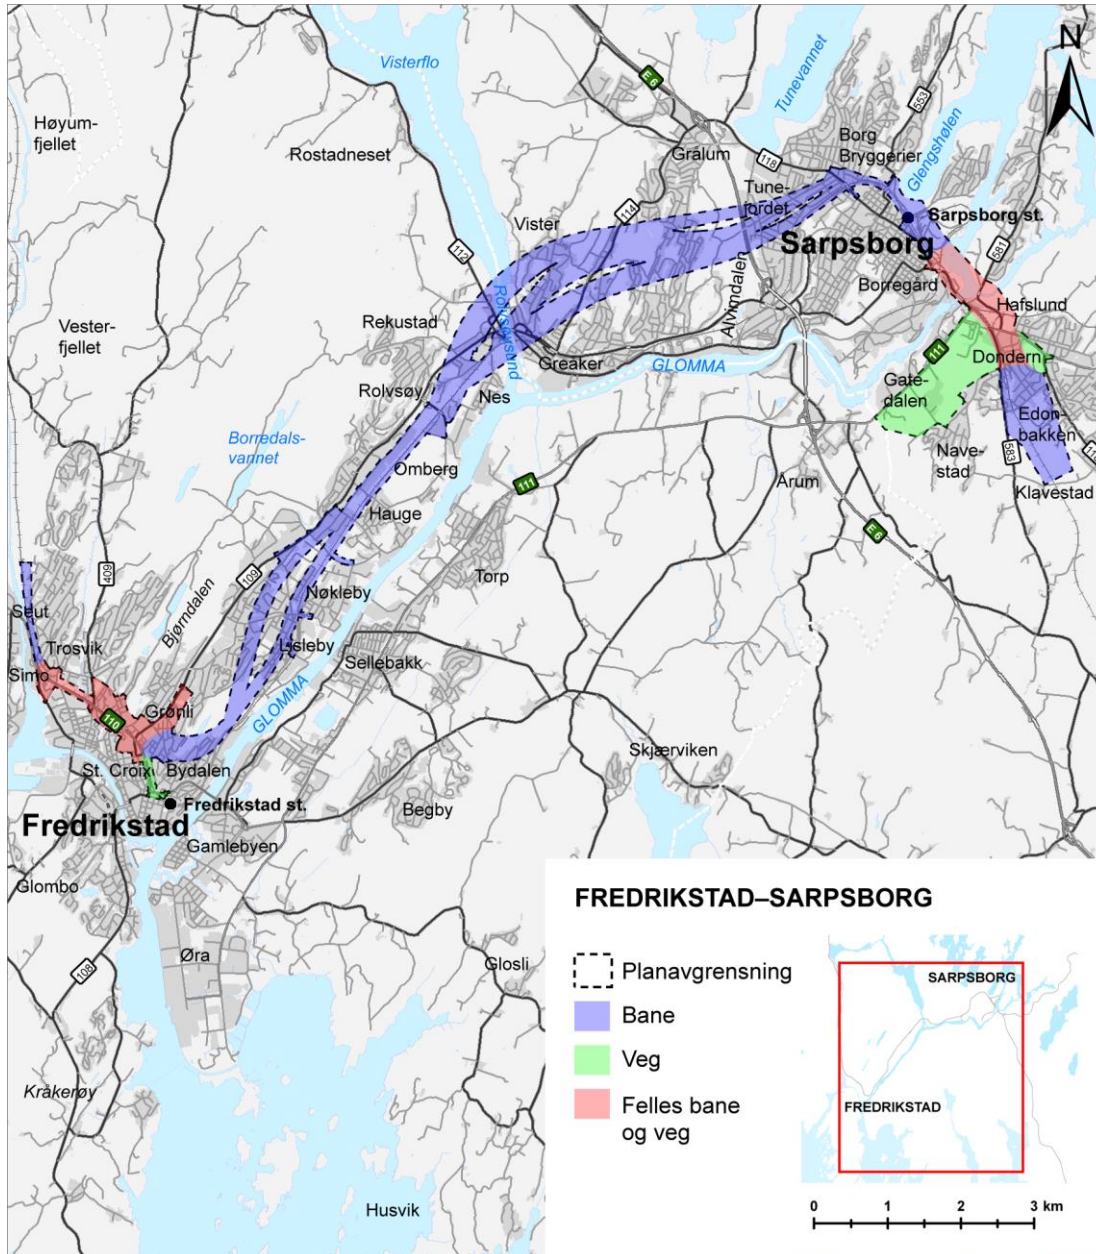 Visterflo
E 6
Tunevannet
553
N
Høyum-
fjellet
Rostadneset
Borg
Bryggerier
Glengshølen
Grålum
118
Tune-
jordet
Sarpsborg st.
Vister
114
Sarpsborg
112
581
Borregård
Alvimdalen
Rolvsøysund
Hafslund
Rekustad
Vester-
fjellet
Greaker
GLOMMA
111
Dondern
Rolvsøy
Nes
Gate-
dalen
Edon-
bakken
Borredals-
vannet
Omberg
Nave-
stad
583
111
Årum
Klavestad
Hauge
E 6
409
109
Torp
Nøkleby
Bjørndalen
Seut
Trosvik
Lisleby
Sellebakk
Simo
GLOMMA
Grønli
110
St. Croix
Bydalen
Skjærviken
Fredrikstad st.
Begby
Fredrikstad
Gamlebyen
Glombo
Øra
Glosli
108
Kråkerøy
Husvik
FREDRIKSTAD–SARPSBORG
Planavgrensning
Bane
Veg
Felles bane
og veg
SARPSBORG
FREDRIKSTAD
0 1 2 3 km